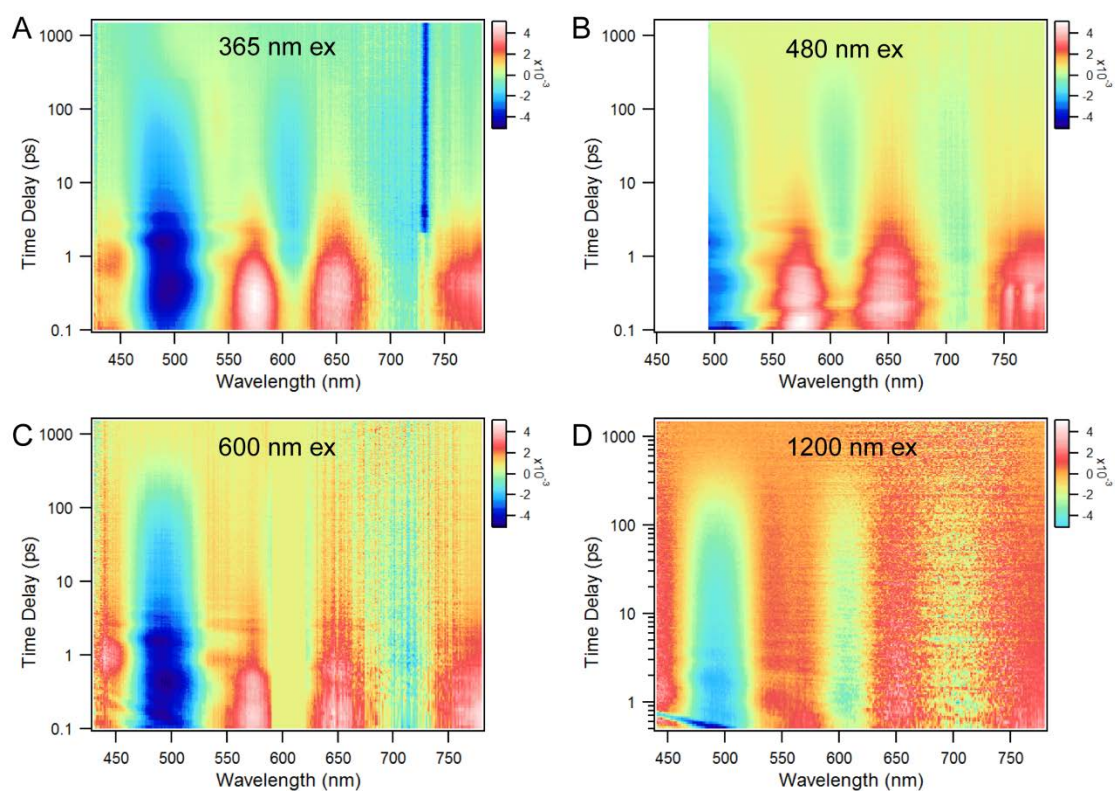 A
365 nm ex
1000
100
10
1
0.1
Time Delay (ps)
450 500 550 600 650 700 750
Wavelength (nm)
4
2
0
-2
-4
x10-3
B
480 nm ex
1000
100
10
1
0.1
Time Delay (ps)
450 500 550 600 650 700 750
Wavelength (nm)
4
2
0
-2
-4
x10-3
C
600 nm ex
1000
100
10
1
0.1
Time Delay (ps)
450 500 550 600 650 700 750
Wavelength (nm)
4
2
0
-2
-4
x10-3
D
1200 nm ex
1000
100
10
1
Time Delay (ps)
450 500 550 600 650 700 750
Wavelength (nm)
4
2
0
-2
-4
x10-3